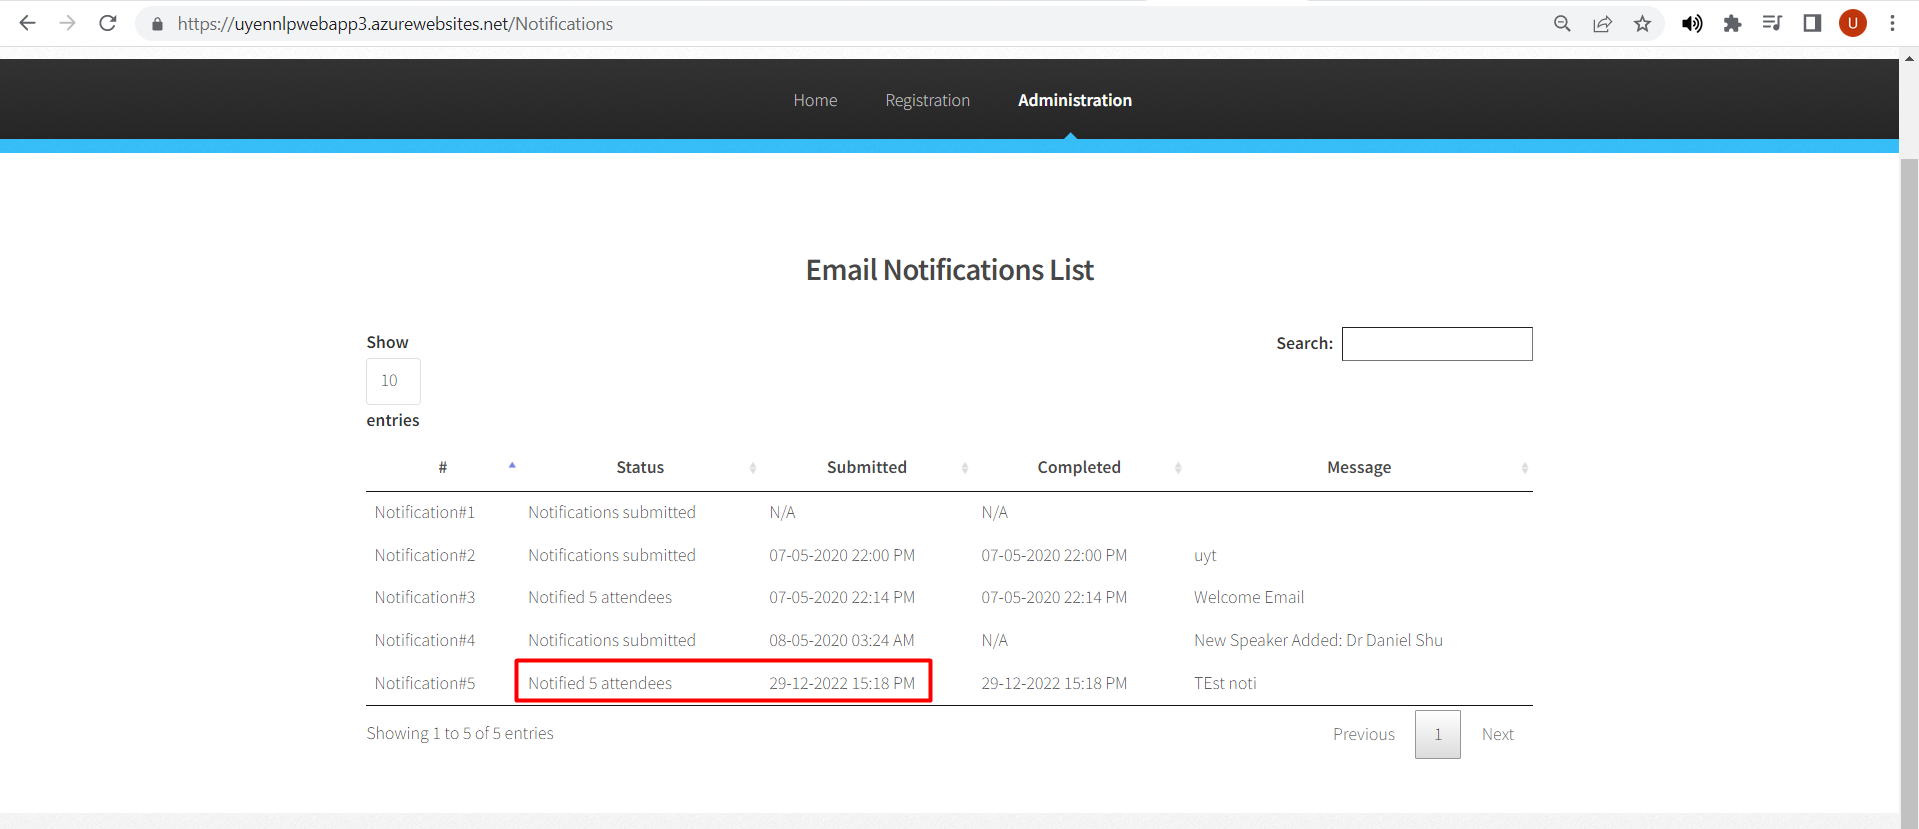 https://uyennlpwebapp3.azurewebsites.net/Notifications
U
Home Registration Administration
Email Notifications List
Show
10
entries
Search:
# Status Submitted Completed Message
Notification#1 Notifications submitted N/A N/A
Notification#2 Notifications submitted 07-05-2020 22:00 PM 07-05-2020 22:00 PM uyt
Notification#3 Notified 5 attendees 07-05-2020 22:14 PM 07-05-2020 22:14 PM Welcome Email
Notification#4 Notifications submitted 08-05-2020 03:24 AM N/A New Speaker Added: Dr Daniel Shu
Notification#5 Notified 5 attendees 29-12-2022 15:18 PM 29-12-2022 15:18 PM TEst noti
Showing 1 to 5 of 5 entries
Previous 1 Next